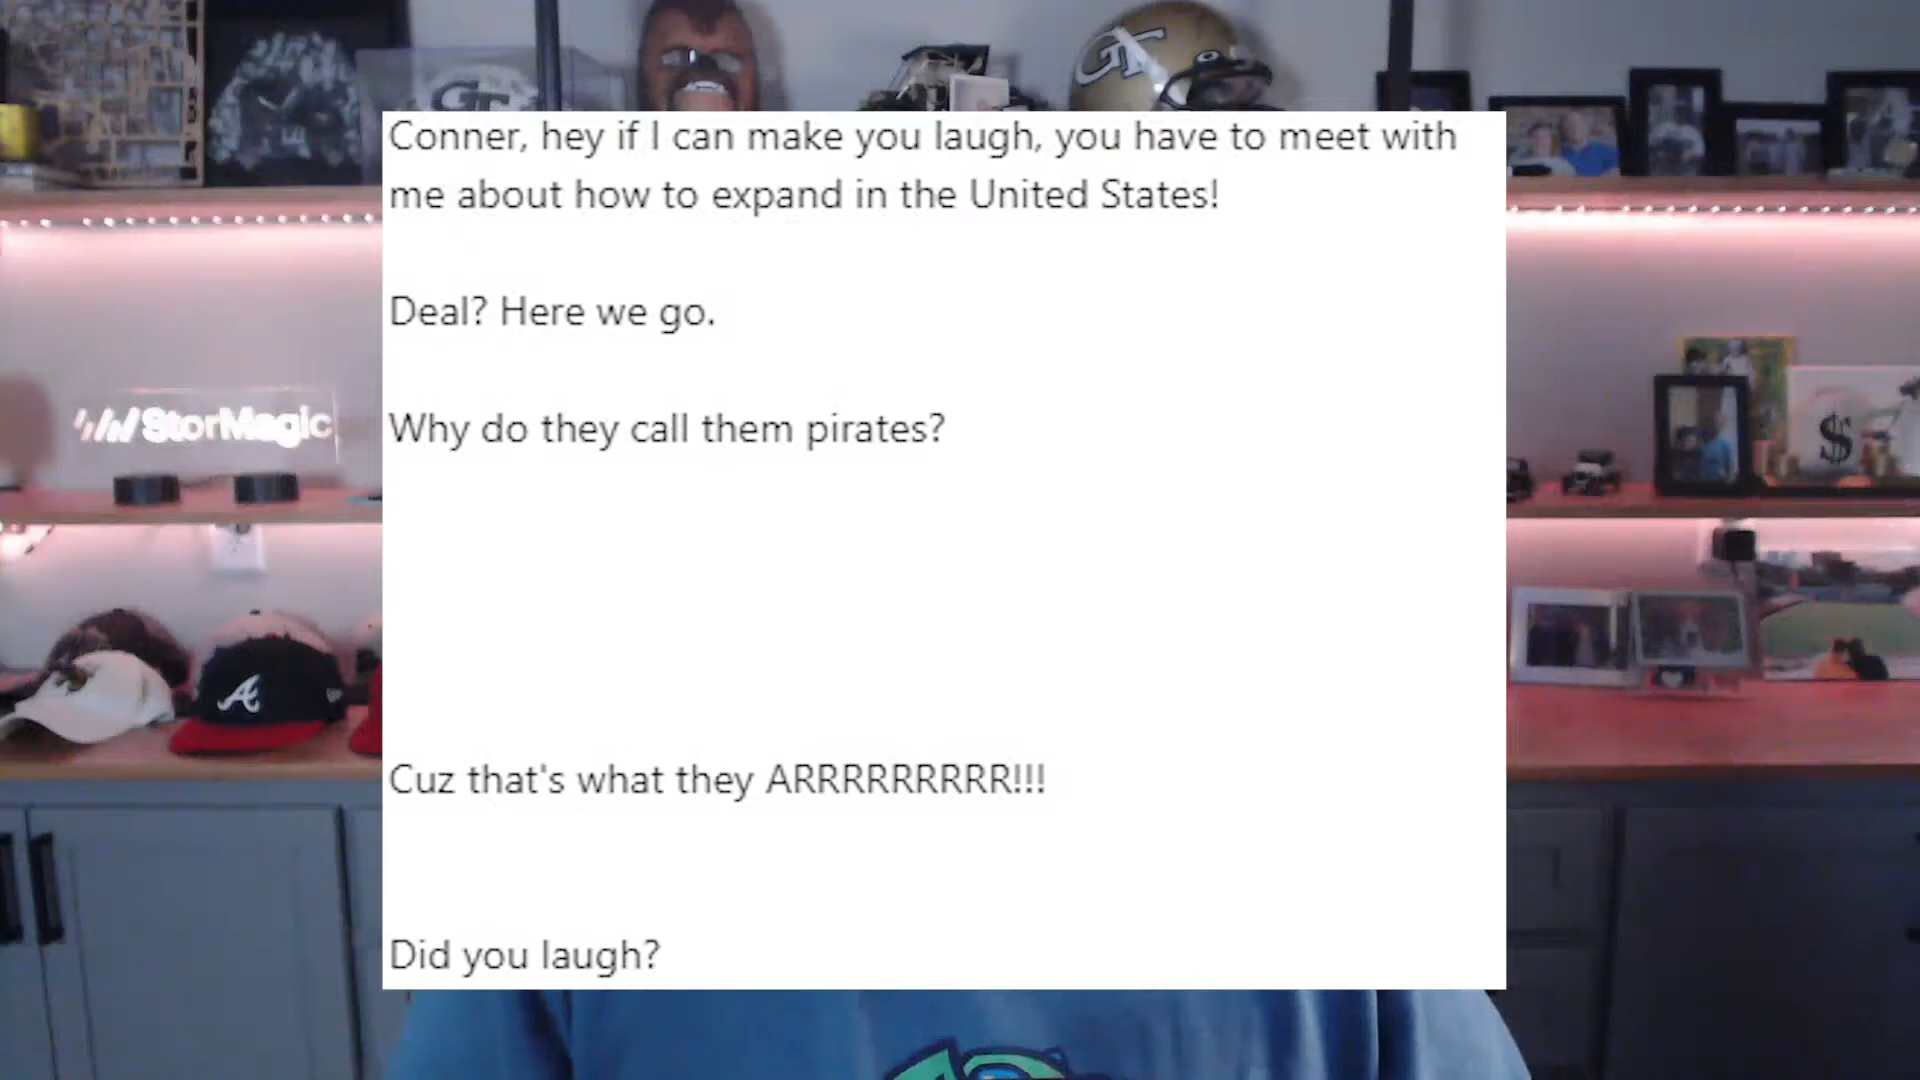 GT
GT
Conner, hey if I can make you laugh, you have to meet with
me about how to expand in the United States!
Deal? Here we go.
Why do they call them pirates?
StorMagic
$
Cuz that's what they ARRRRRRRRR!!!
A
Did you laugh?